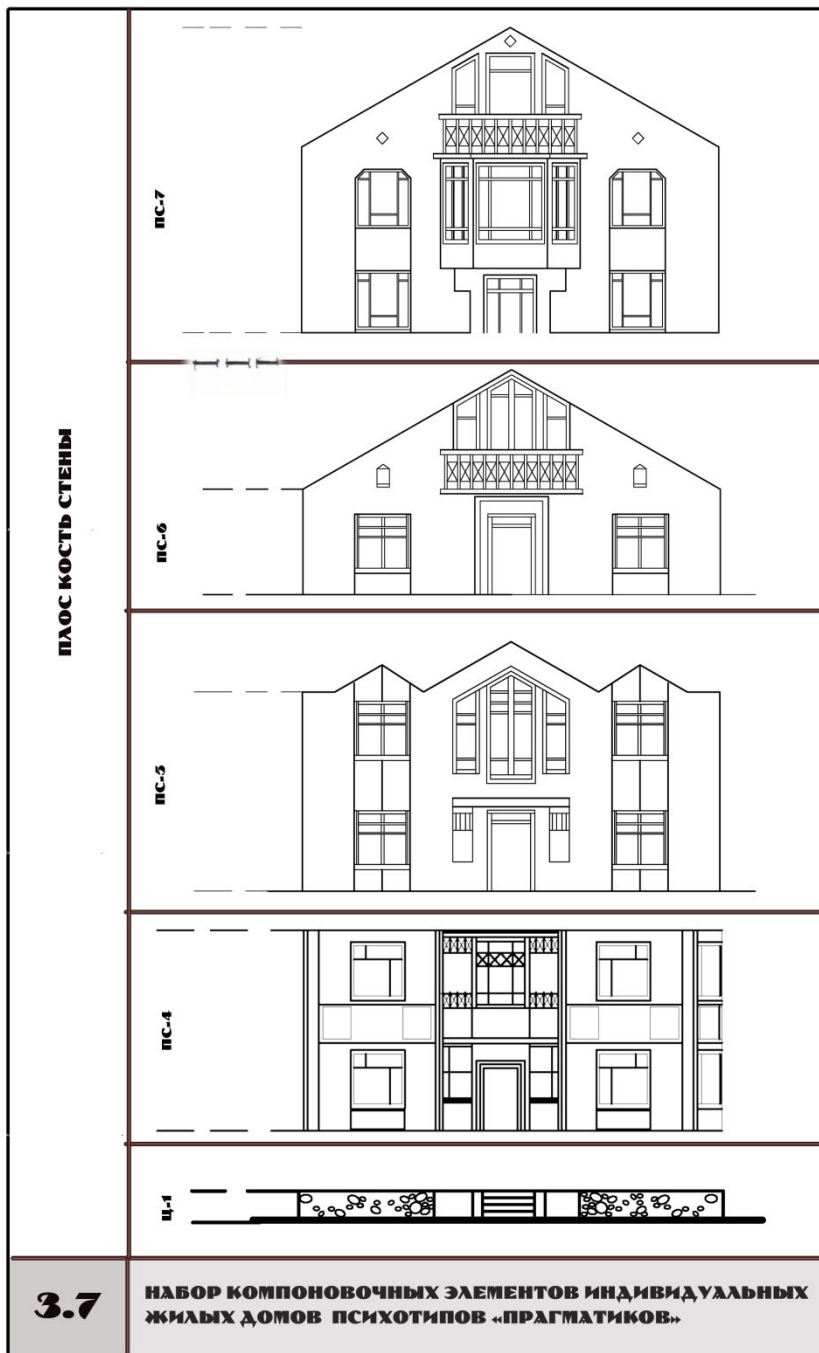 ПС-7
ПС-6
ПЛОС КОСТЬ СТЕНЫ
ПС-5
ПС-4
Ц-1
3.7
НАБОР КОМПОНОВОЧНЫХ ЭЛЕМЕНТОВ ИНДИВИДУАЛЬНЫХ
ЖИЛЫХ ДОМОВ ПСИХОТИПОВ «ПРАГМАТИКОВ»